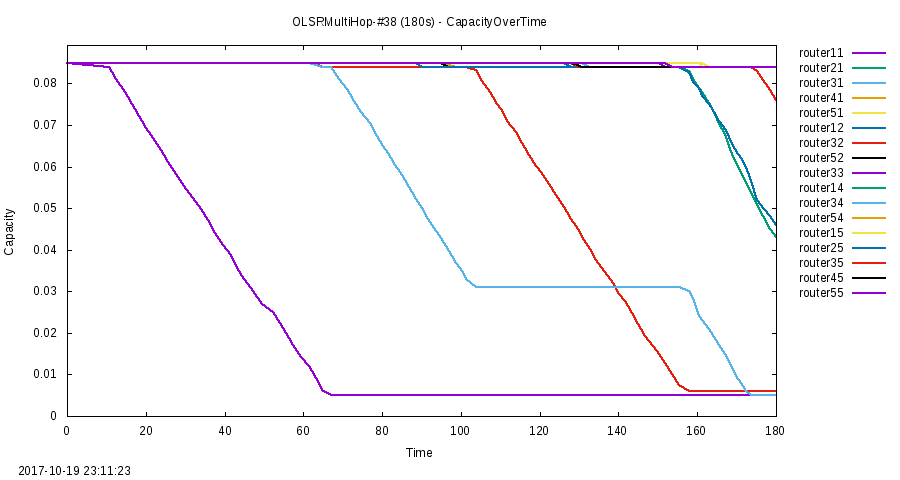 OLSRMultiHop-#38 (180s) - CapacityOverTime
router11
router21
router31
router41
router51
router12
router32
router52
router33
router14
router34
router54
router15
router25
router35
router45
router55
0.08
0.07
0.06
0.05
0.04
0.03
0.02
0.01
0
Capacity
0 20 40 60 80 100 120 140 160 180
Time
2017-10-19 23:11:23